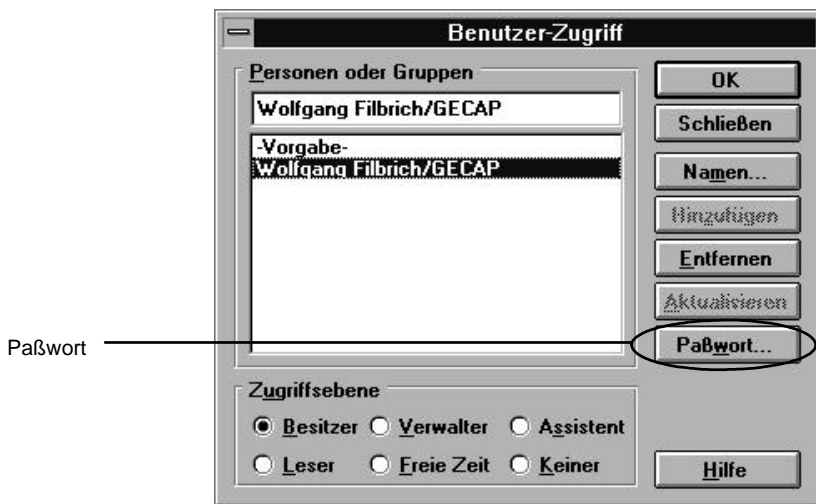 Benutzer-Zugriff
Personen oder Gruppen
Wolfgang Filbrich/GECAP
-Vorgabe-
Wolfgang Filbrich/GECAP
OK
Schließen
Namen...
Hinzufügen
Entfernen
Aktualisieren
Paßwort...
Paßwort
Zugriffsebene
Besitzer Verwalter Assistent
Leser Freie Zeit Keiner
Hilfe